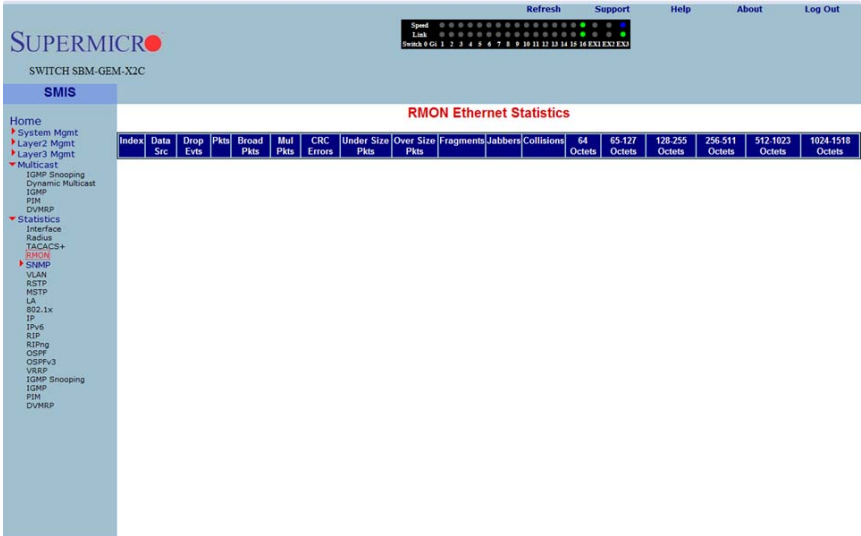 Refresh Support Help About Log Out
SUPERMICR
SWITCH SBM-GEM-X2C
Speed
Link
Switch 0 Gi 1 2 3 4 5 6 7 8 9 10 11 12 13 14 15 16 EX1 EX2 EX3
SMIS
RMON Ethernet Statistics
Index Data Src Drop Evts Pkts Broad Pkts Mul Pkts CRC Errors Under Size Pkts Over Size Pkts Fragments Jabbers Collisions 64 Octets 65-127 Octets 128-255 Octets 256-511 Octets 512-1023 Octets 1024-1518 Octets
Home
System Mgmt
Layer2 Mgmt
Layer3 Mgmt
Multicast
IGMP Snooping
Dynamic Multicast
IGMP
PIM
DVMRP
Statistics
Interface
Radius
TACACS+
RMON
SNMP
VLAN
RSTP
MSTP
LA
802.1x
IP
IPv6
RIP
RIPng
OSPF
OSPFv3
VRRP
IGMP Snooping
IGMP
PIM
DVMRP